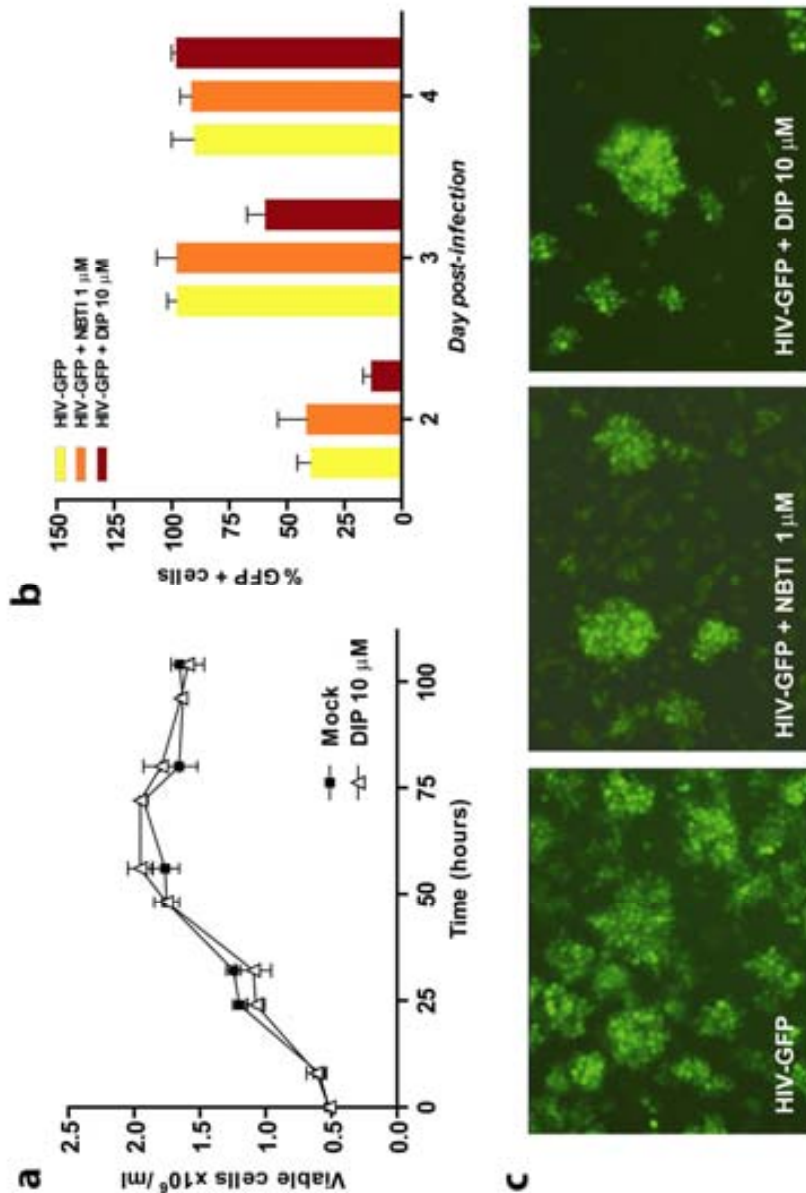 a
Viable cells x10⁶/ml
2.5
2.0
1.5
1.0
0.5
0.0
0
25
50
75
100
Time (hours)
Mock
DIP 10 μM
b
% GFP + cells
150
125
100
75
50
25
0
HIV-GFP
HIV-GFP + NBTI 1 μM
HIV-GFP + DIP 10 μM
2
3
4
Day post-infection
c
HIV-GFP
HIV-GFP + NBTI 1 μM
HIV-GFP + DIP 10 μM